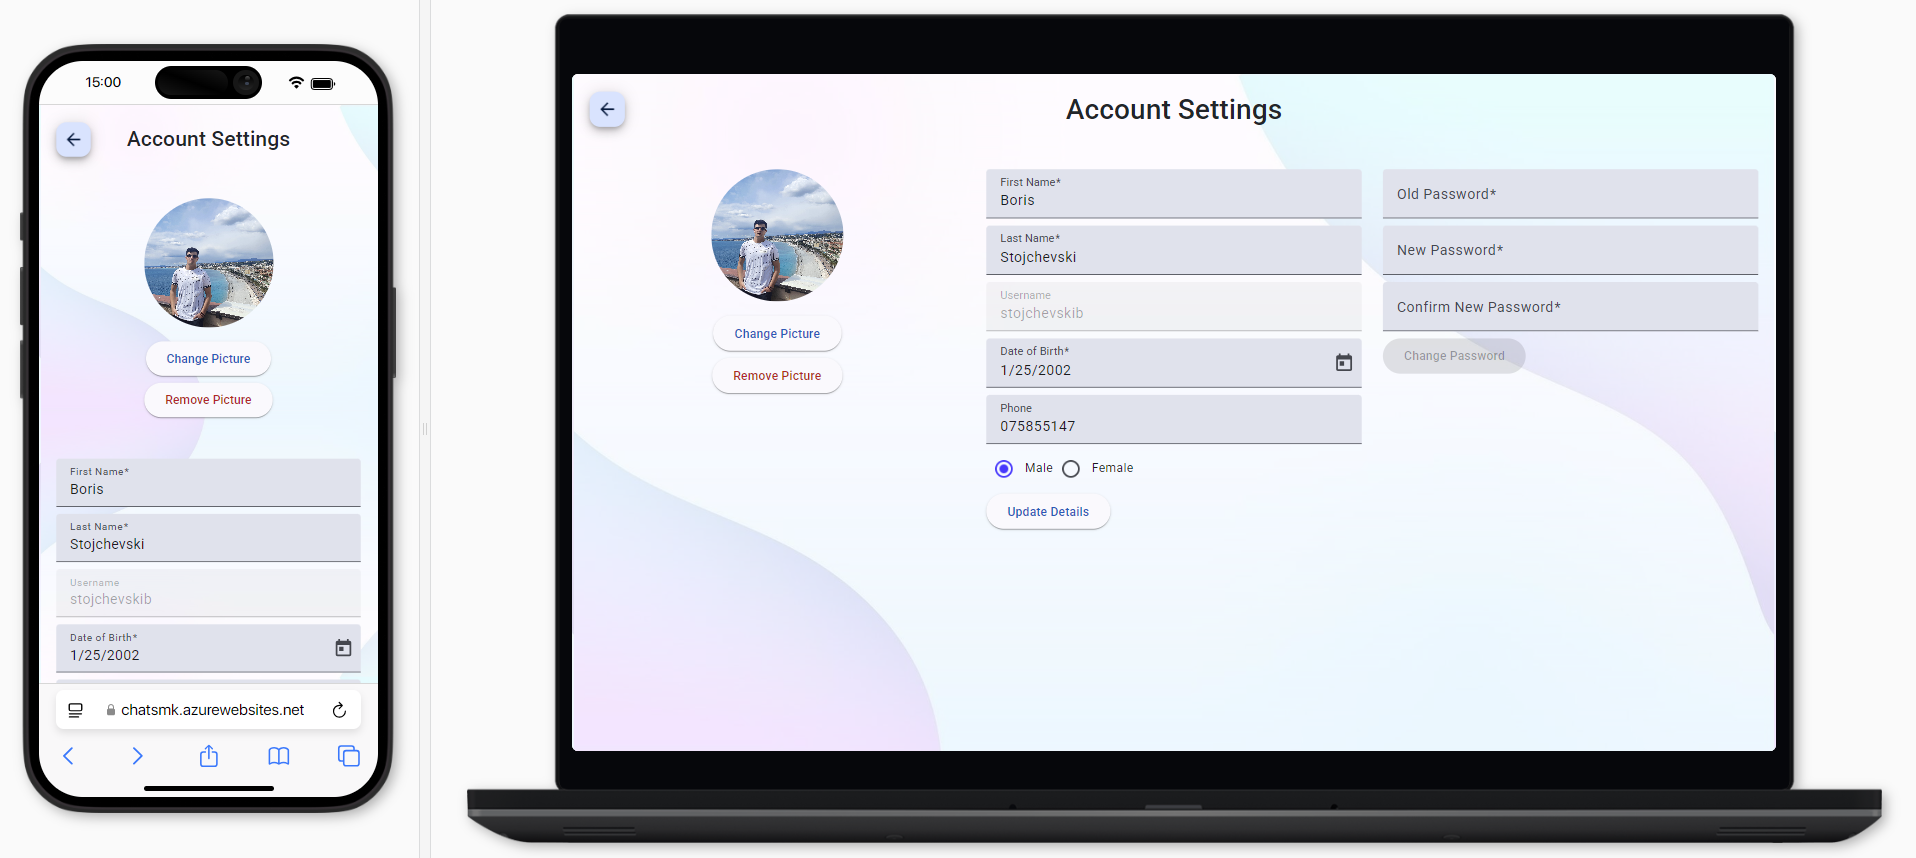 15:00
Account Settings
Change Picture
Remove Picture
First Name*
Boris
Last Name*
Stojchevski
Username
stojchevskib
Date of Birth*
1/25/2002
chatsmk.azurewebsites.net
Account Settings
Change Picture
Remove Picture
First Name*
Boris
Last Name*
Stojchevski
Username
stojchevskib
Date of Birth*
1/25/2002
Phone
075855147
Male Female
Update Details
Old Password*
New Password*
Confirm New Password*
Change Password